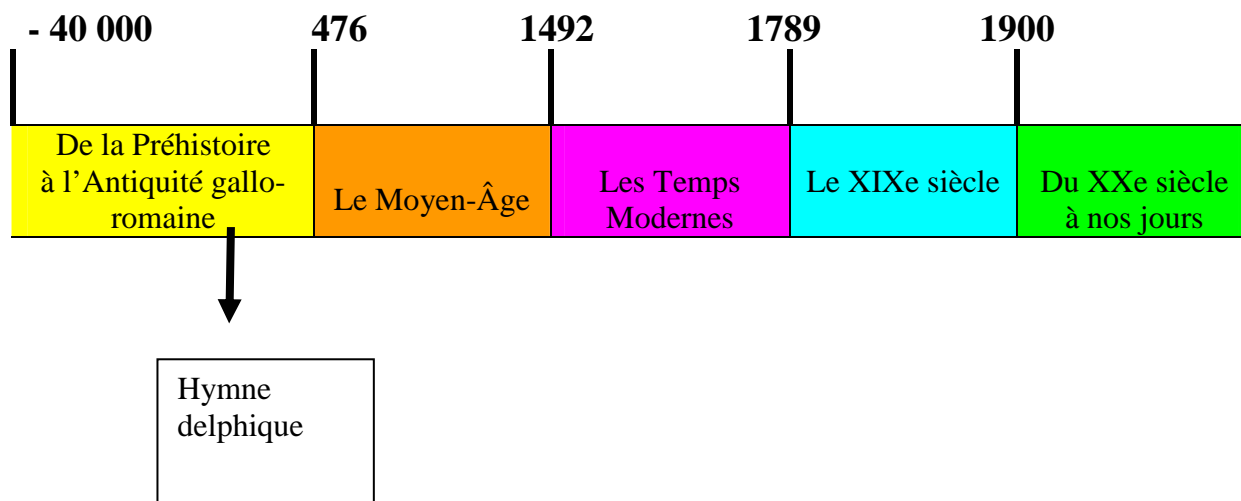 - 40 000 476 1492 1789 1900
De la Préhistoire
à l’Antiquité gallo-
romaine
Le Moyen-Âge
Les Temps
Modernes
Le XIXe siècle
Du XXe siècle
à nos jours
Hymne
delphique